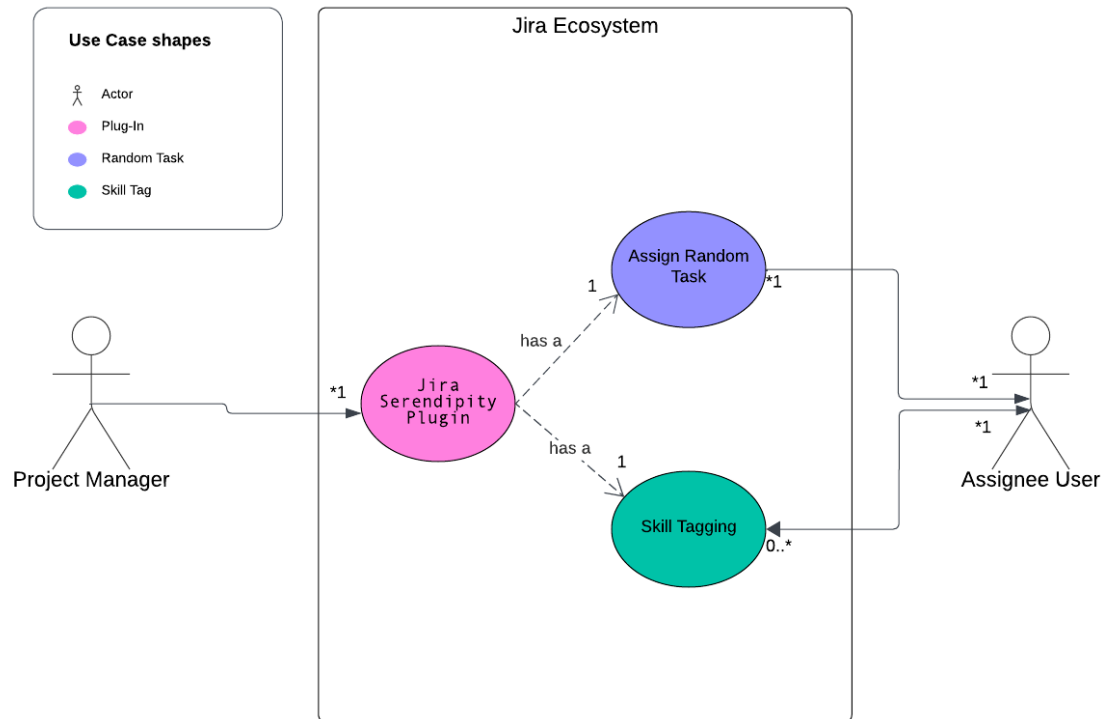 Use Case shapes
Actor
Plug-In
Random Task
Skill Tag
Jira Ecosystem
Assign Random
Task
*1
1
has a
Jira
Serendipity
Plugin
*1
has a
1
Skill Tagging
0..*
*1
*1
Project Manager
Assignee User